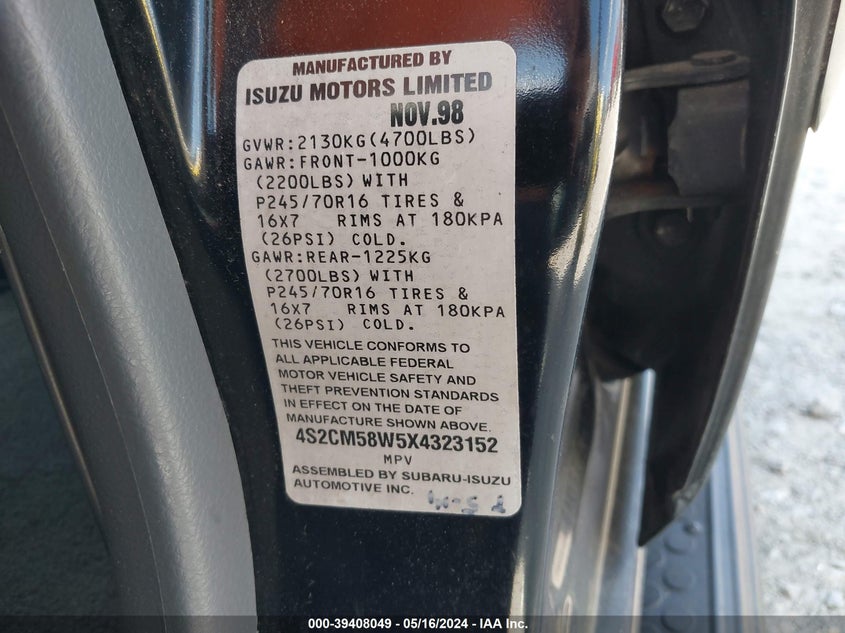 MANUFACTURED BY
ISUZU MOTORS LIMITED
NOV.98
GVWR:2130KG(4700LBS)
GAWR:FRONT-1000KG
(2200LBS) WITH
P245/70R16 TIRES &
16X7 RIMS AT 180KPA
(26PSI) COLD.
GAWR:REAR-1225KG
(2700LBS) WITH
P245/70R16 TIRES &
16X7 RIMS AT 180KPA
(26PSI) COLD.
THIS VEHICLE CONFORMS TO
ALL APPLICABLE FEDERAL
MOTOR VEHICLE SAFETY AND
THEFT PREVENTION STANDARDS
IN EFFECT ON THE DATE OF
MANUFACTURE SHOWN ABOVE.
4S2CM58W5X4323152
MPV
ASSEMBLED BY SUBARU-ISUZU
AUTOMOTIVE INC.
000-39408049 - 05/16/2024 - IAA Inc.